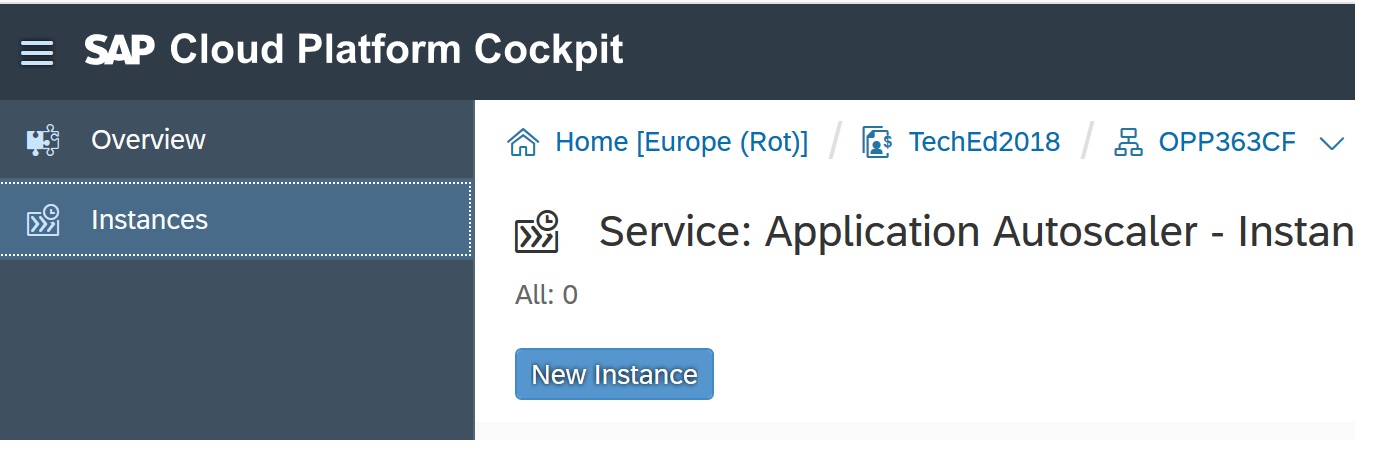 SAP Cloud Platform Cockpit
Overview
Instances
Home [Europe (Rot)] / TechEd2018 / OPP363CF
Service: Application Autoscaler - Instan
All: 0
New Instance